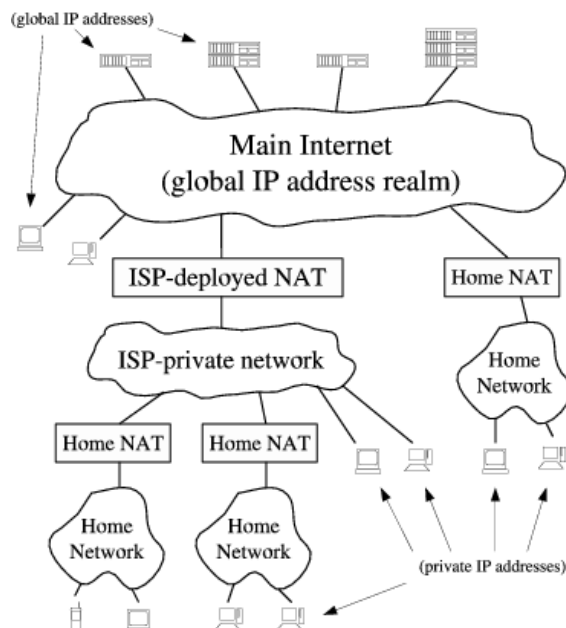 (global IP addresses)
Main Internet
(global IP address realm)
ISP-deployed NAT
Home NAT
ISP-private network
Home
Network
Home NAT
Home NAT
Home
Network
Home
Network
(private IP addresses)